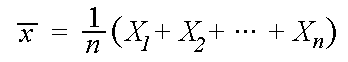 x̅ = 1/n (X₁ + X₂ + ⋯ + Xₙ)